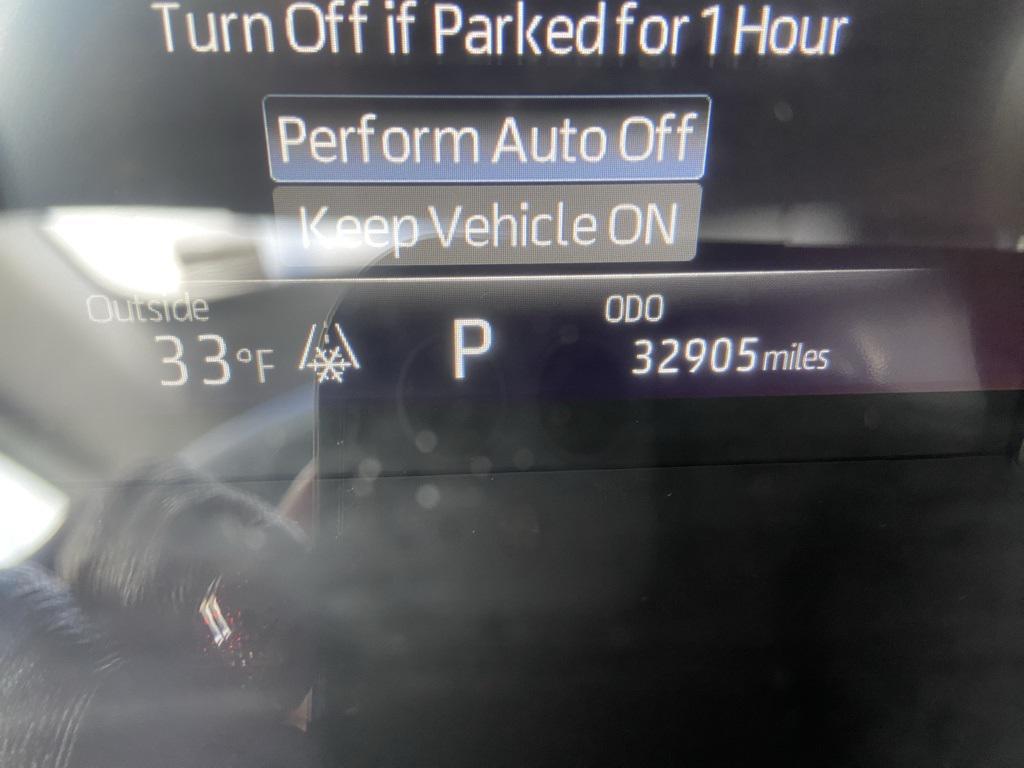 Turn Off if Parked for 1 Hour
Perform Auto Off
Keep Vehicle ON
Outside
33°F
P
ODO
32905 miles